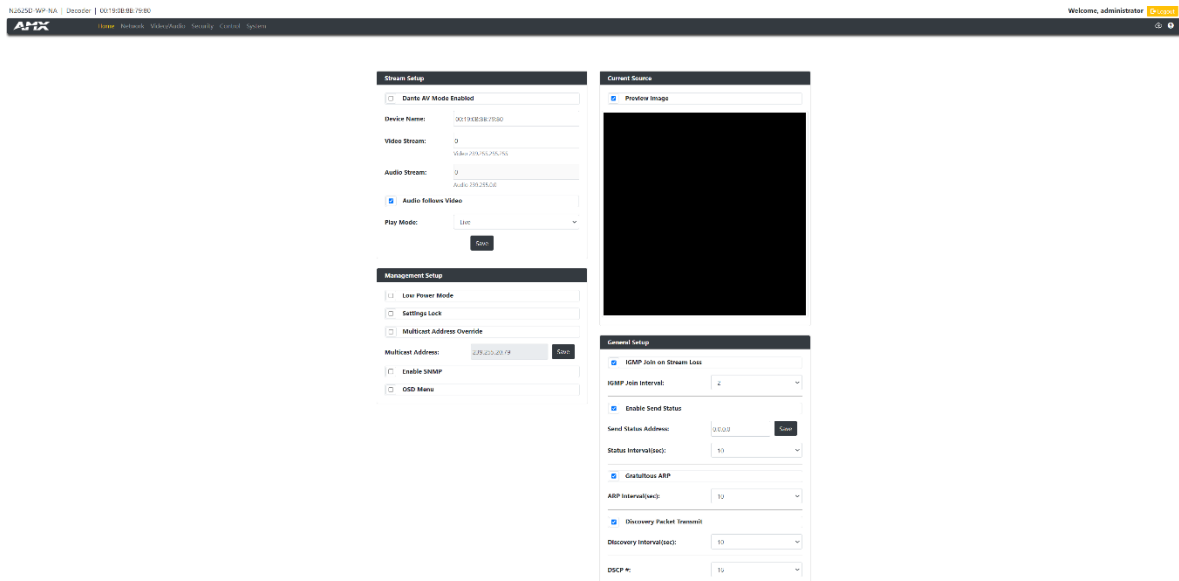 N2625D-WP-NA | Decoder | 00:19:0B:8B:79:80
Welcome, administrator Logout
AMX Home Network Video/Audio Security Control System
Stream Setup
Dante AV Mode Enabled
Device Name: 00:19:0B:8B:79:80
Video Stream: 0
Audio Stream: 0
Audio follows Video
Play Mode: Live
Save
Management Setup
Low Power Mode
Settings Lock
Multicast Address Override
Multicast Address: Save
Enable SNMP
OSD Menu
Current Source
Preview Image
General Setup
IGMP Join on Stream Loss
IGMP Join Interval: 2
Enable Send Status
Send Status Address: 0.0.0.0 Save
Status Interval(sec): 10
Gratuitous ARP
ARP Interval(sec): 10
Discovery Packet Transmit
Discovery Interval(sec): 10
DSCP #: 16